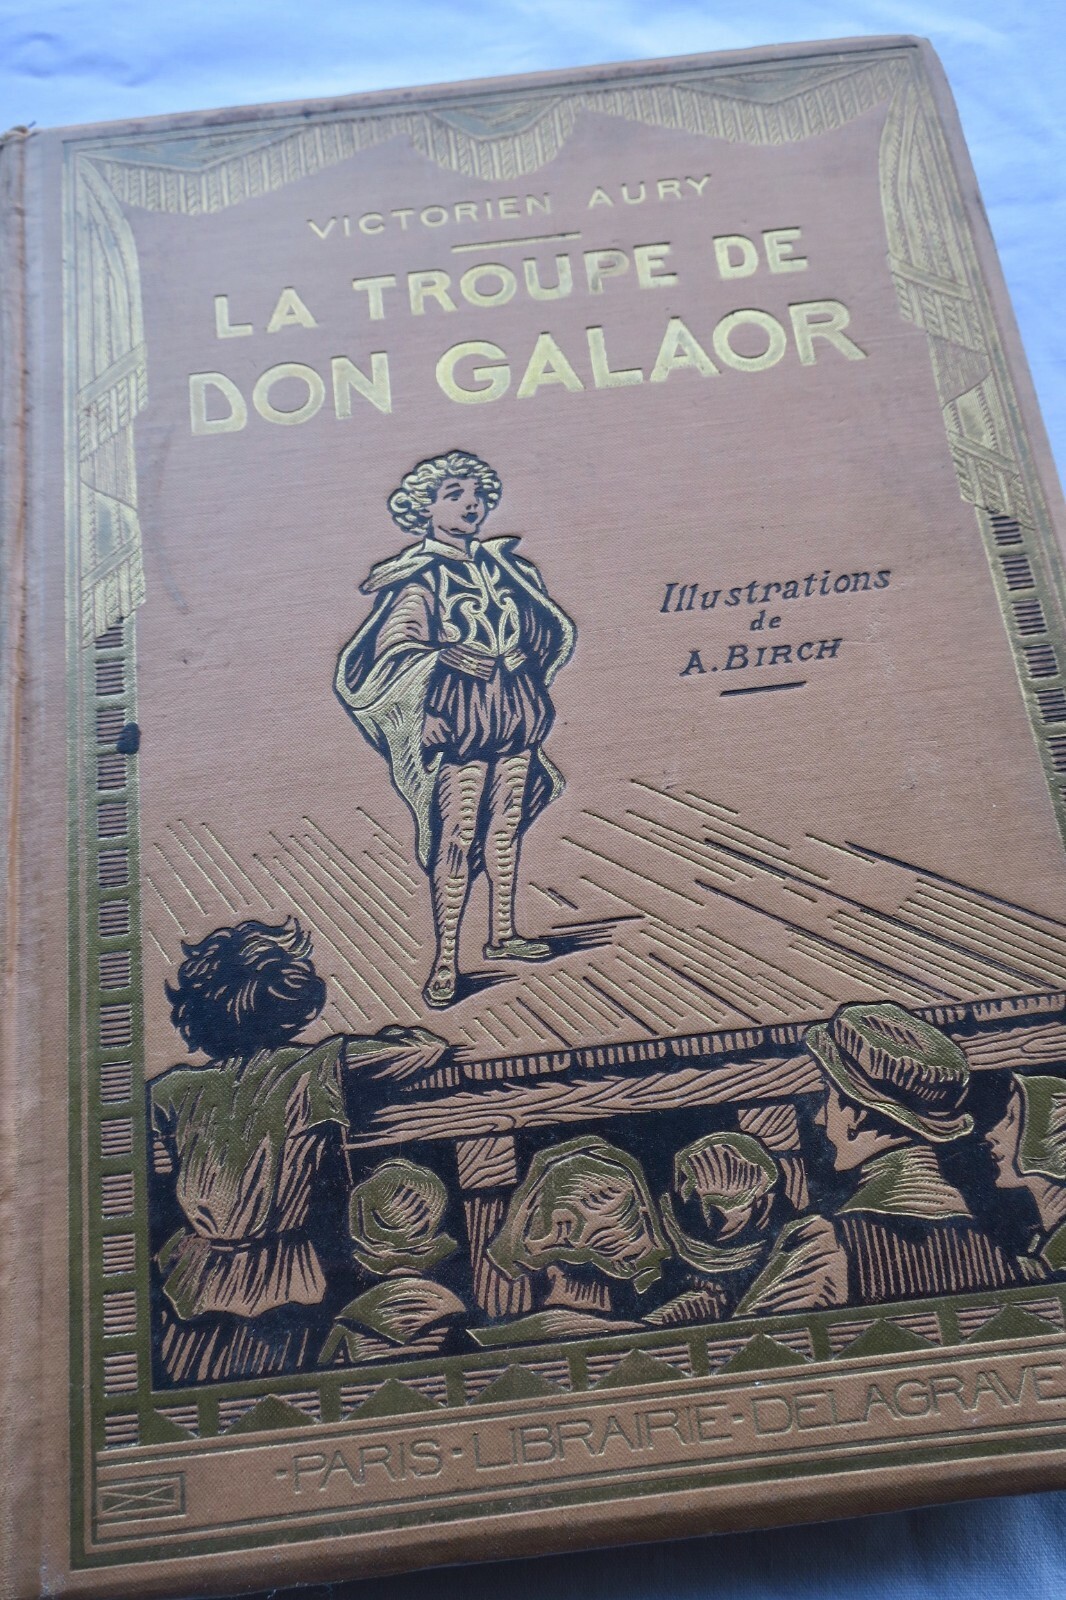 VICTORIEN AURY
LA TROUPE DE
DON GALAOR
Illustrations
de
A. BIRCH
-PARIS-LIBRAIRIE-DELAGRAVE